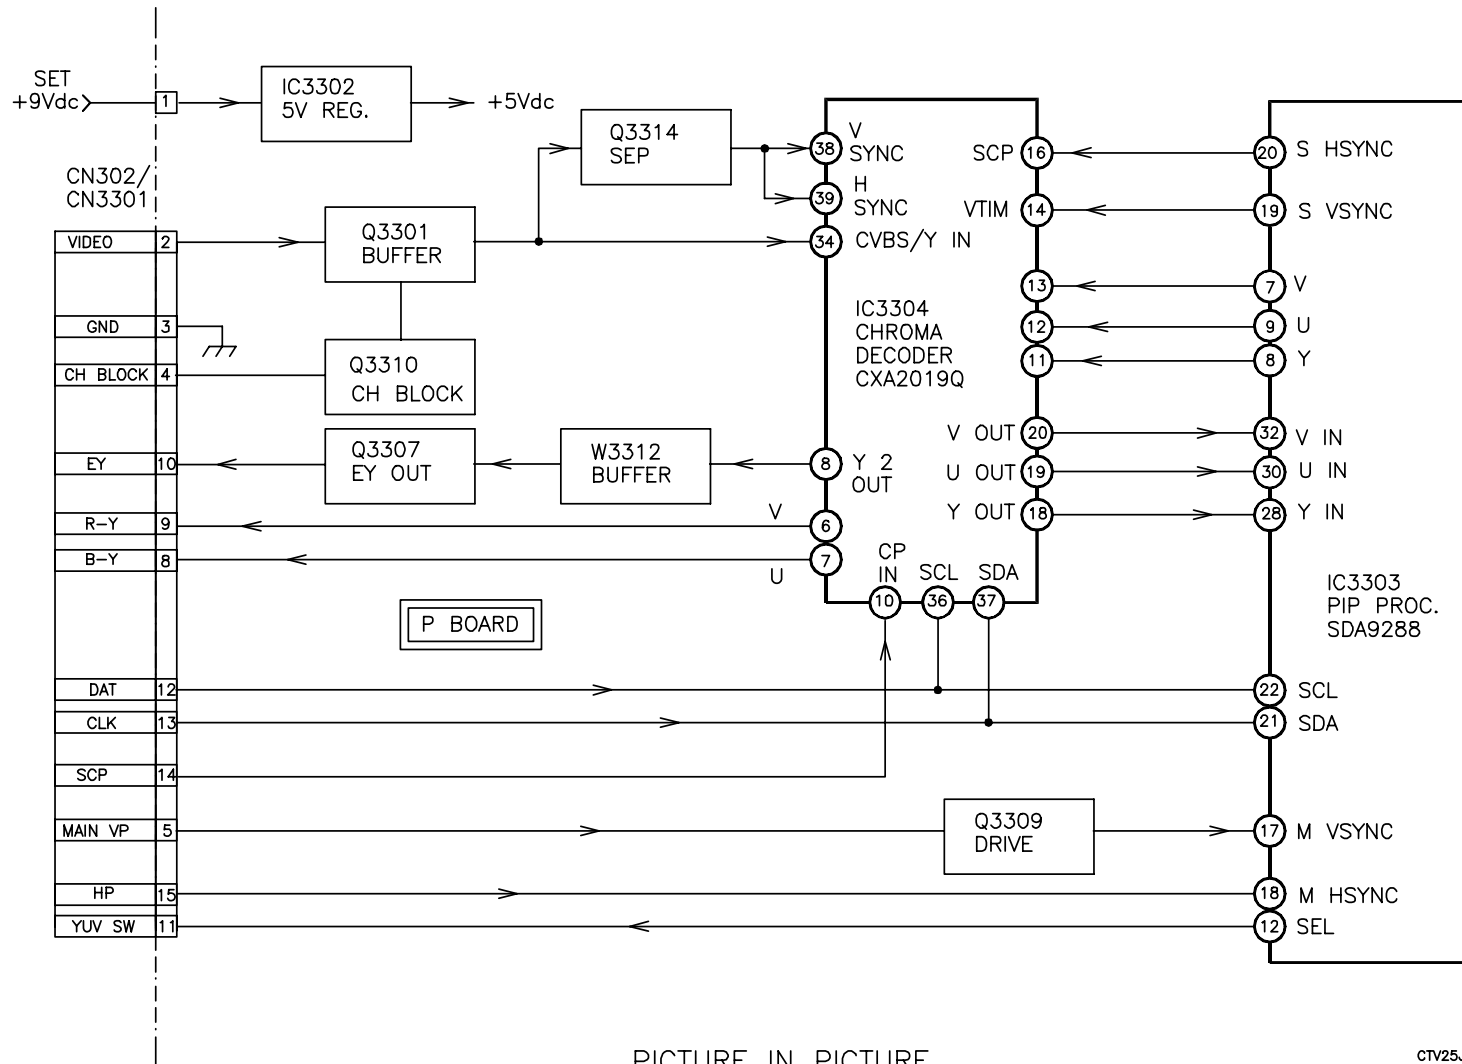 SET
+9Vdc
1
IC3302
5V REG.
+5Vdc
CN302/
CN3301
Q3314
SEP
VIDEO 2
Q3301
BUFFER
GND 3
CH BLOCK 4
Q3310
CH BLOCK
EY 10
Q3307
EY OUT
W3312
BUFFER
R-Y 9
B-Y 8
V
U
P BOARD
38 V
SYNC
39 H
SYNC
34 CVBS/Y IN
IC3304
CHROMA
DECODER
CXA2019Q
8 Y 2
OUT
6
7
CP
IN
10
SCL
36
SDA
37
SCP 16
VTIM 14
13
12
11
V OUT 20
U OUT 19
Y OUT 18
20 S HSYNC
19 S VSYNC
7 V
9 U
8 Y
32 V IN
30 U IN
28 Y IN
IC3303
PIP PROC.
SDA9288
DAT 12
22 SCL
CLK 13
21 SDA
SCP 14
MAIN VP 5
Q3309
DRIVE
17 M VSYNC
HP 15
18 M HSYNC
YUV SW 11
12 SEL
PICTURE IN PICTURE